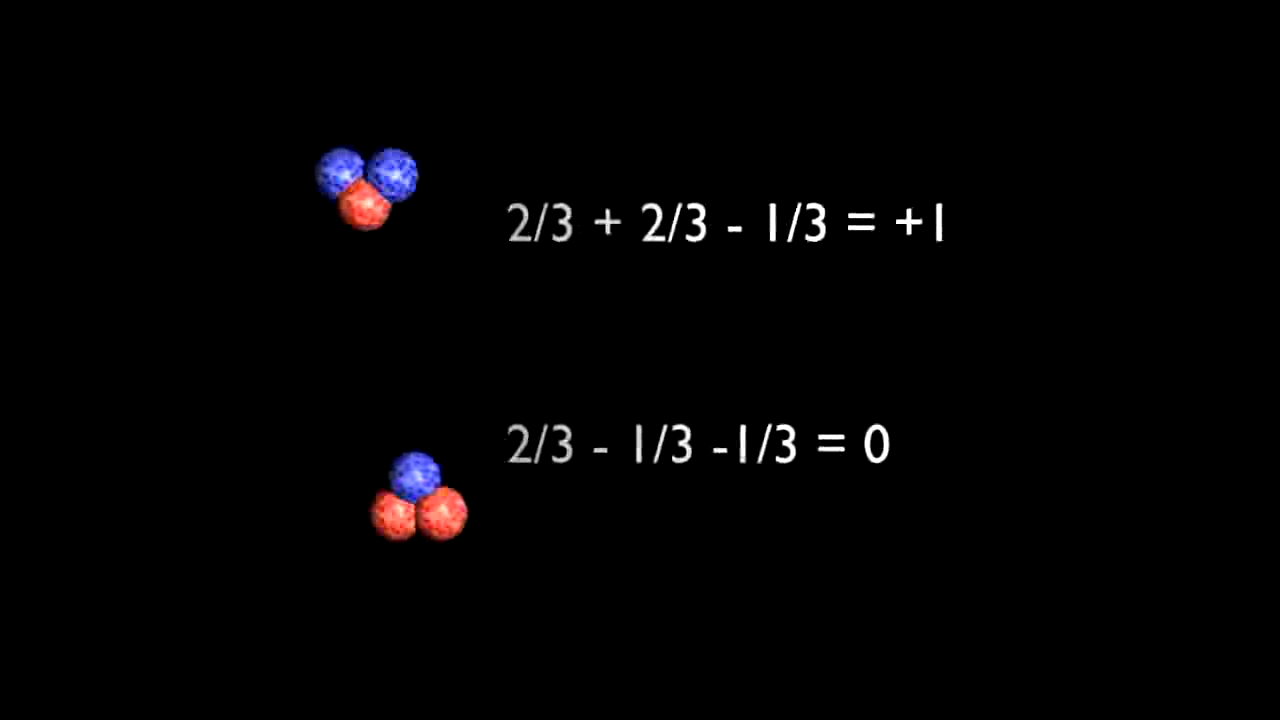 2/3 + 2/3 - 1/3 = +1
2/3 - 1/3 -1/3 = 0